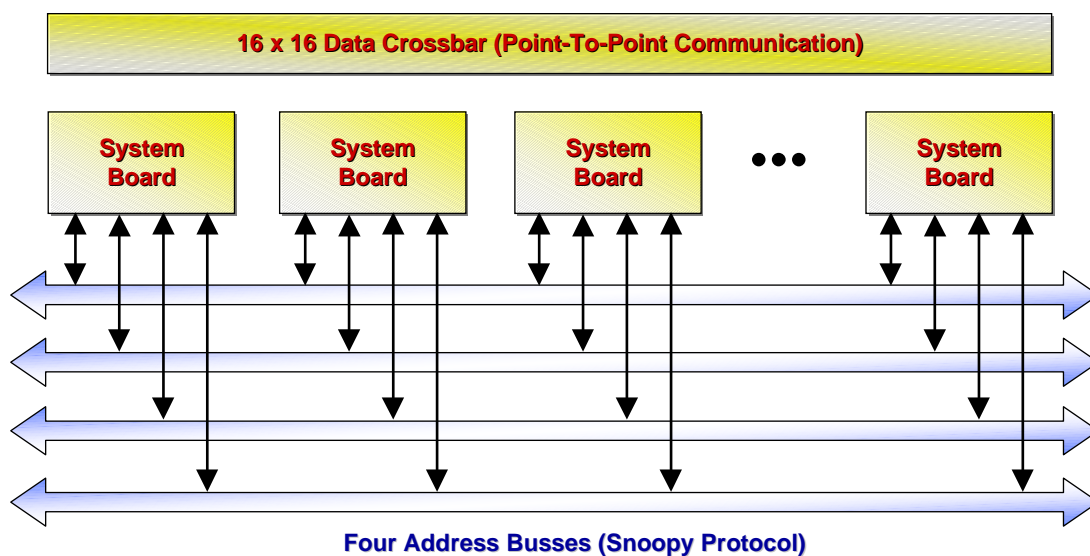 16 x 16 Data Crossbar (Point-To-Point Communication)
System
Board
System
Board
System
Board
System
Board
Four Address Busses (Snoopy Protocol)